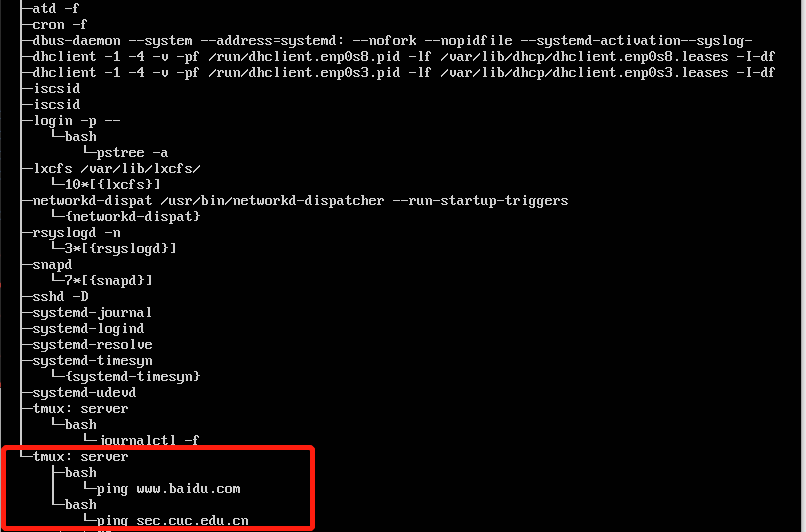 ├─atd -f
├─cron -f
├─dbus-daemon --system --address=systemd: --nofork --nopidfile --systemd-activation--syslog-
├─dhclient -1 -4 -v -pf /run/dhclient.enp0s8.pid -lf /var/lib/dhcp/dhclient.enp0s8.leases -I-df
├─dhclient -1 -4 -v -pf /run/dhclient.enp0s3.pid -lf /var/lib/dhcp/dhclient.enp0s3.leases -I-df
├─iscsid
├─iscsid
├─login -p --
│   └─bash
│       └─pstree -a
├─lxcfs /var/lib/lxcfs/
│   └─10*[{lxcfs}]
├─networkd-dispat /usr/bin/networkd-dispatcher --run-startup-triggers
│   └─{networkd-dispat}
├─rsyslogd -n
│   └─3*[{rsyslogd}]
├─snapd
│   └─7*[{snapd}]
├─sshd -D
├─systemd-journal
├─systemd-logind
├─systemd-resolve
├─systemd-timesyn
│   └─{systemd-timesyn}
├─systemd-udevd
├─tmux: server
│   └─bash
│       └─journalctl -f
└─tmux: server
    ├─bash
    │   └─ping www.baidu.com
    ├─bash
    │   └─ping sec.cuc.edu.cn